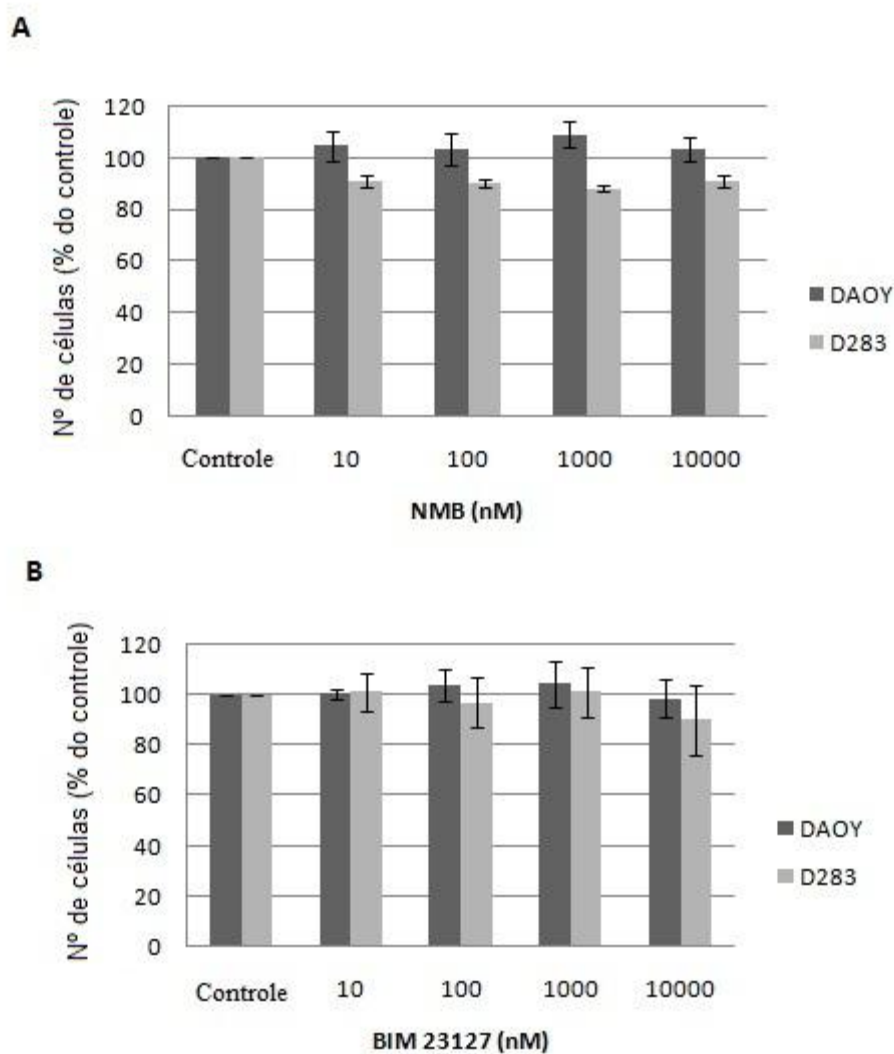 A
Nº de células (% do controle)
120
100
80
60
40
20
0
Controle 10 100 1000 10000
NMB (nM)
DAOY
D283
B
Nº de células (% do controle)
120
100
80
60
40
20
0
Controle 10 100 1000 10000
BIM 23127 (nM)
DAOY
D283